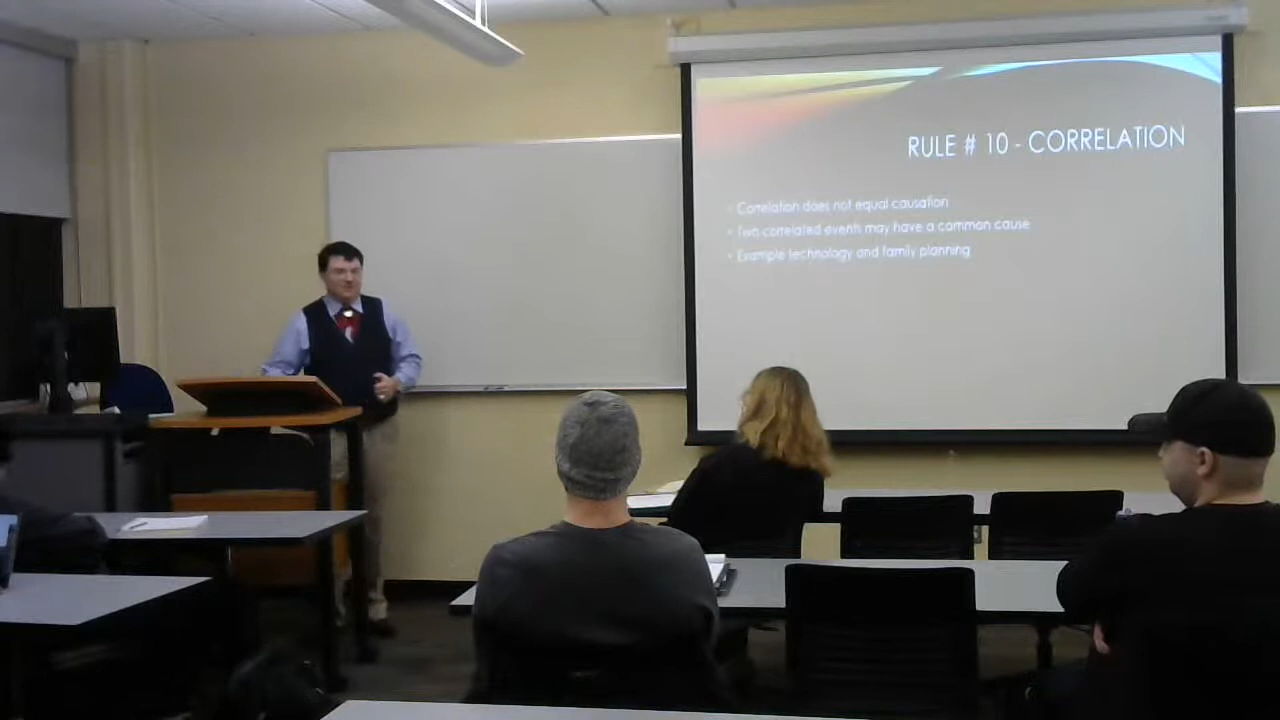 RULE # 10 - CORRELATION
Correlation does not equal causation
Two correlated events may have a common cause
Example technology and family planning